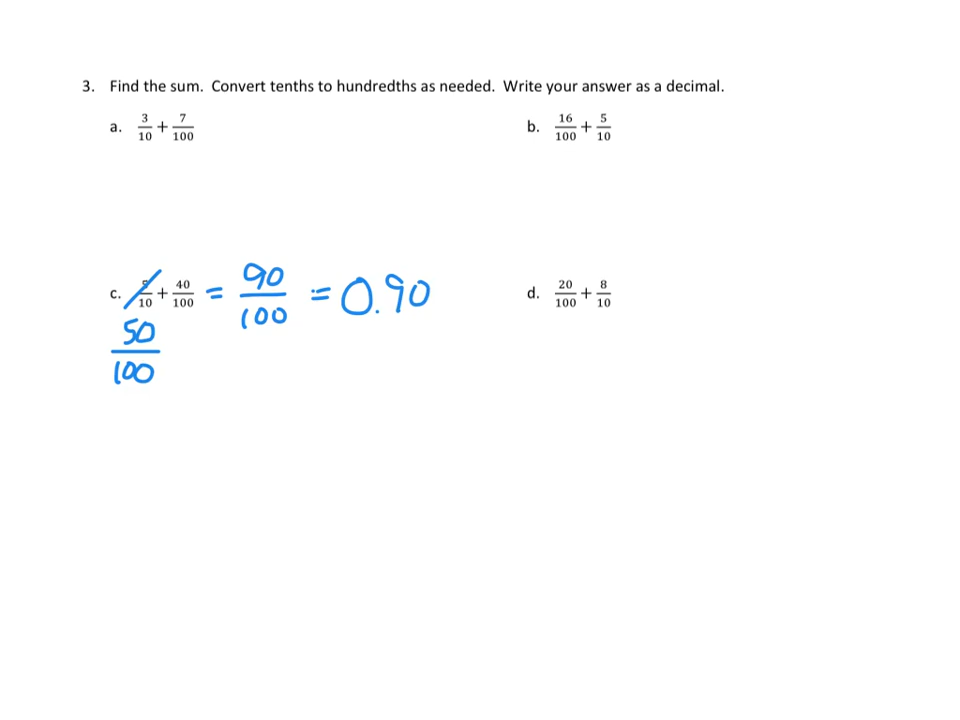 3. Find the sum. Convert tenths to hundredths as needed. Write your answer as a decimal.
a. 3/10 + 7/100
b. 16/100 + 5/10
c. /10 + 40/100 = 90/100 = 0.90
50/100
d. 20/100 + 8/10